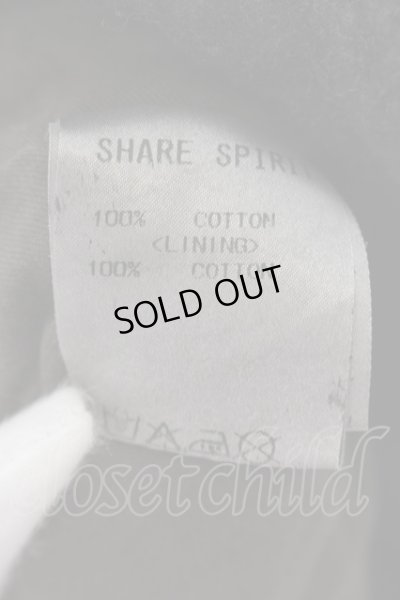 SHARE SPIRI
100% COTTON
<LINING>
100% COTTON
SOLD OUT
closetchild